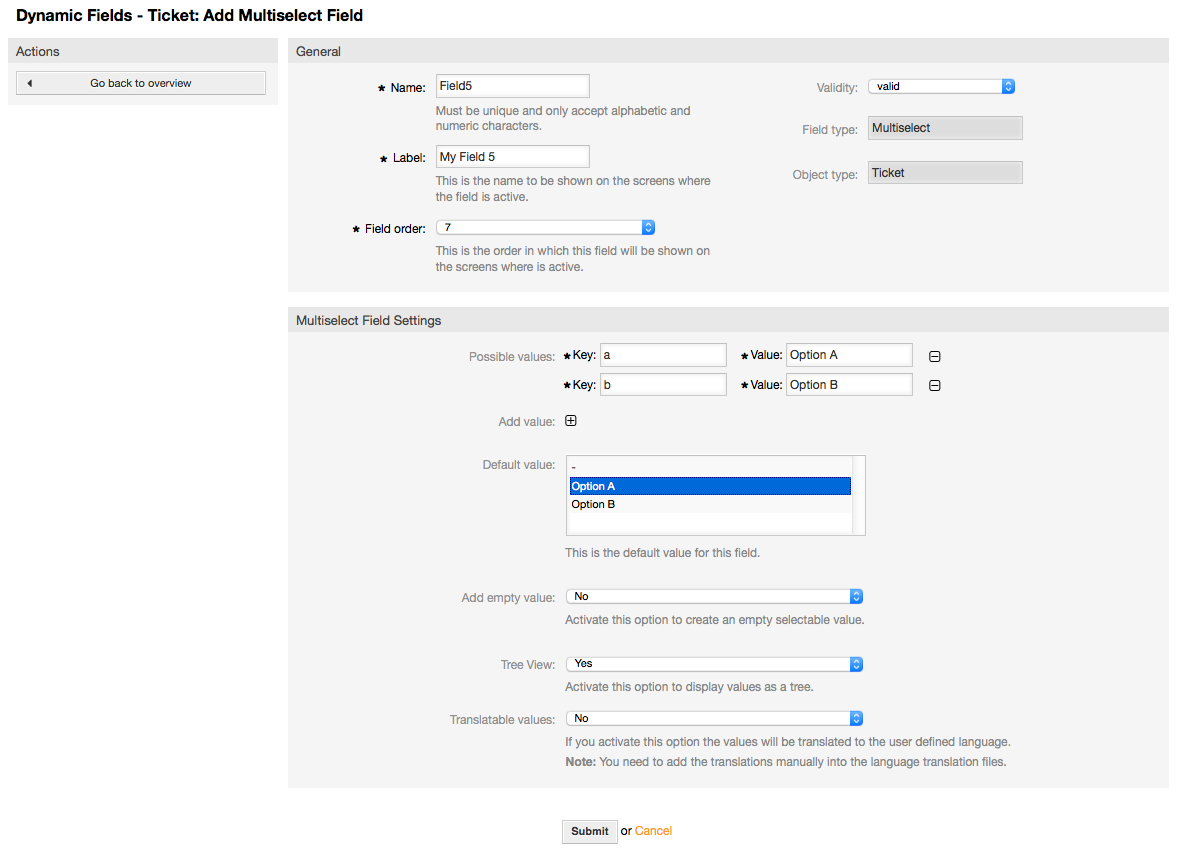 Dynamic Fields - Ticket: Add Multiselect Field
Actions
Go back to overview
General
★ Name: Field5
Must be unique and only accept alphabetic and
numeric characters.
★ Label: My Field 5
This is the name to be shown on the screens where
the field is active.
★ Field order: 7
This is the order in which this field will be shown on
the screens where is active.
Validity: valid
Field type: Multiselect
Object type: Ticket
Multiselect Field Settings
Possible values: ★ Key: a ★ Value: Option A
★ Key: b ★ Value: Option B
Add value:
Default value: -
Option A
Option B
This is the default value for this field.
Add empty value: No
Activate this option to create an empty selectable value.
Tree View: Yes
Activate this option to display values as a tree.
Translatable values: No
If you activate this option the values will be translated to the user defined language.
Note: You need to add the translations manually into the language translation files.
Submit or Cancel